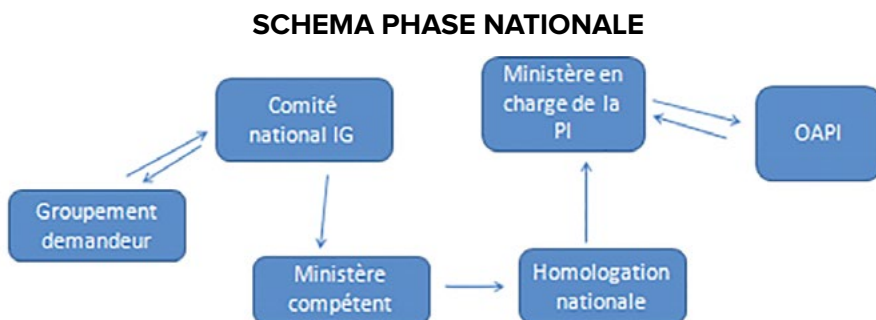 SCHEMA PHASE NATIONALE
Comité
national IG
Ministère en
charge de la
PI
OAPI
Groupement
demandeur
Ministère
compétent
Homologation
nationale